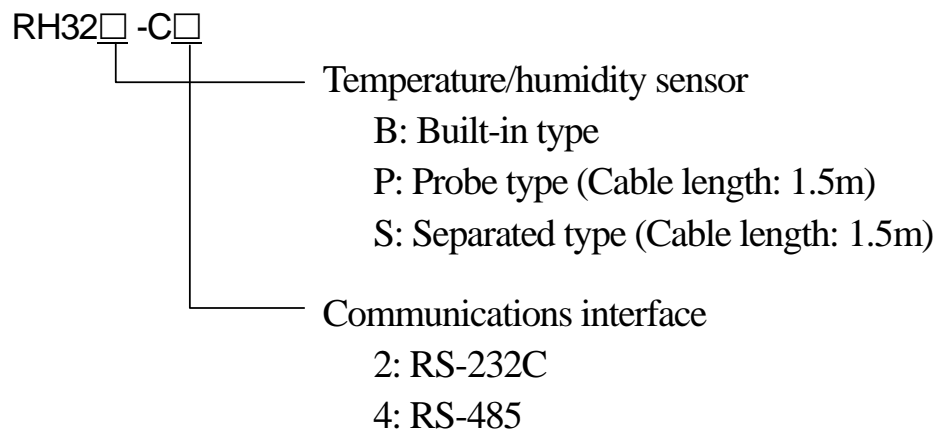 RH32□ -C□
Temperature/humidity sensor
B: Built-in type
P: Probe type (Cable length: 1.5m)
S: Separated type (Cable length: 1.5m)
Communications interface
2: RS-232C
4: RS-485